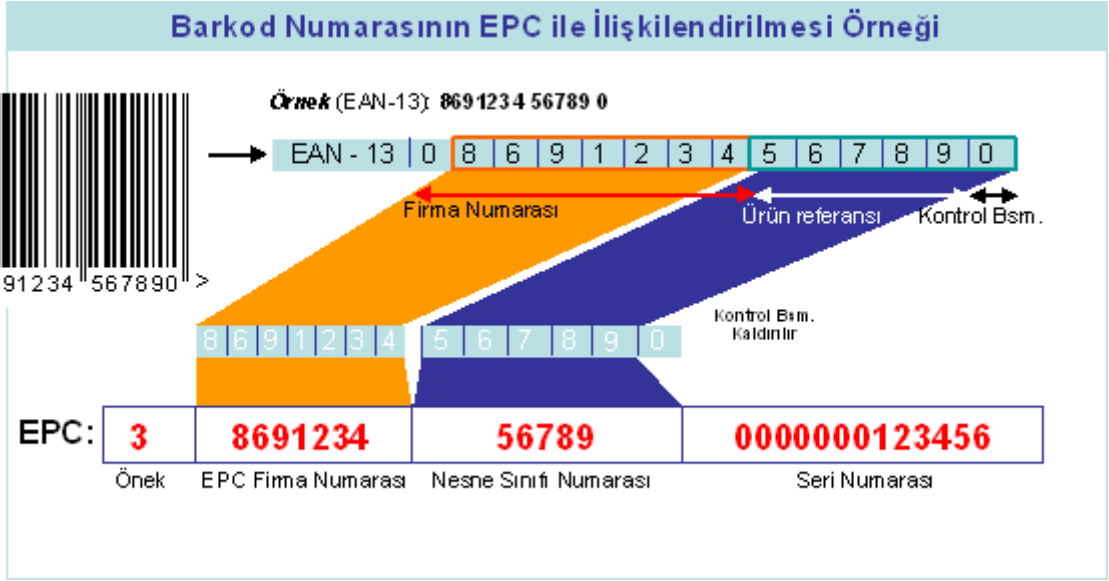 Barkod Numarasının EPC ile İlişkilendirilmesi Örneği
Örnek (EAN-13): 8691234 56789 0
EAN - 13 0 8 6 9 1 2 3 4 5 6 7 8 9 0
Firma Numarası Ürün referansı Kontrol Bsm.
91234 567890 >
Kontrol Bsm.
Kaldırılır
8 6 9 1 2 3 4 5 6 7 8 9 0
EPC: 3 8691234 56789 0000000123456
Önek EPC Firma Numarası Nesne Sınıfı Numarası Seri Numarası